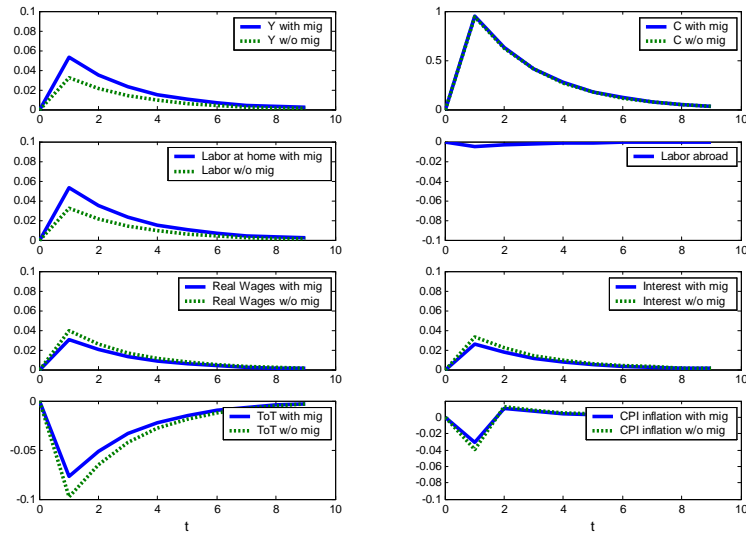 0.1
0.08
0.06
0.04
0.02
0
0 2 4 6 8 10
Y with mig
Y w/o mig
1
0.5
0
0 2 4 6 8 10
C with mig
C w/o mig
0.1
0.08
0.06
0.04
0.02
0
0 2 4 6 8 10
Labor at home with mig
Labor w/o mig
0
-0.02
-0.04
-0.06
-0.08
-0.1
0 2 4 6 8 10
Labor abroad
0.1
0.08
0.06
0.04
0.02
0
0 2 4 6 8 10
Real Wages with mig
Real Wages w/o mig
0.1
0.08
0.06
0.04
0.02
0
0 2 4 6 8 10
Interest with mig
Interest w/o mig
0
-0.05
-0.1
0 2 4 6 8 10
ToT with mig
ToT w/o mig
t
0
-0.02
-0.04
-0.06
-0.08
-0.1
0 2 4 6 8 10
CPI inflation with mig
CPI inflation w/o mig
t